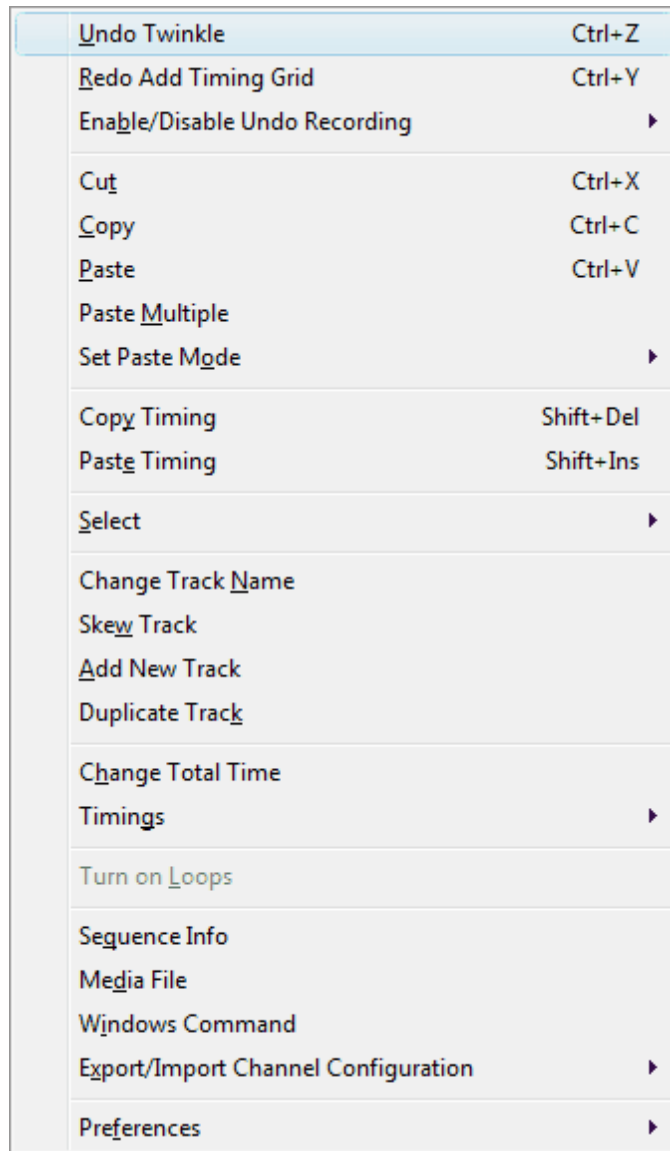 Undo Twinkle Ctrl+Z
Redo Add Timing Grid Ctrl+Y
Enable/Disable Undo Recording
Cut Ctrl+X
Copy Ctrl+C
Paste Ctrl+V
Paste Multiple
Set Paste Mode
Copy Timing Shift+Del
Paste Timing Shift+Ins
Select
Change Track Name
Skew Track
Add New Track
Duplicate Track
Change Total Time
Timings
Turn on Loops
Sequence Info
Media File
Windows Command
Export/Import Channel Configuration
Preferences